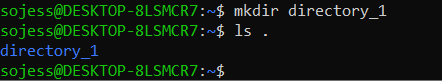 sojess@DESKTOP-8LSMCR7:~$ mkdir directory_1
sojess@DESKTOP-8LSMCR7:~$ ls .
directory_1
sojess@DESKTOP-8LSMCR7:~$